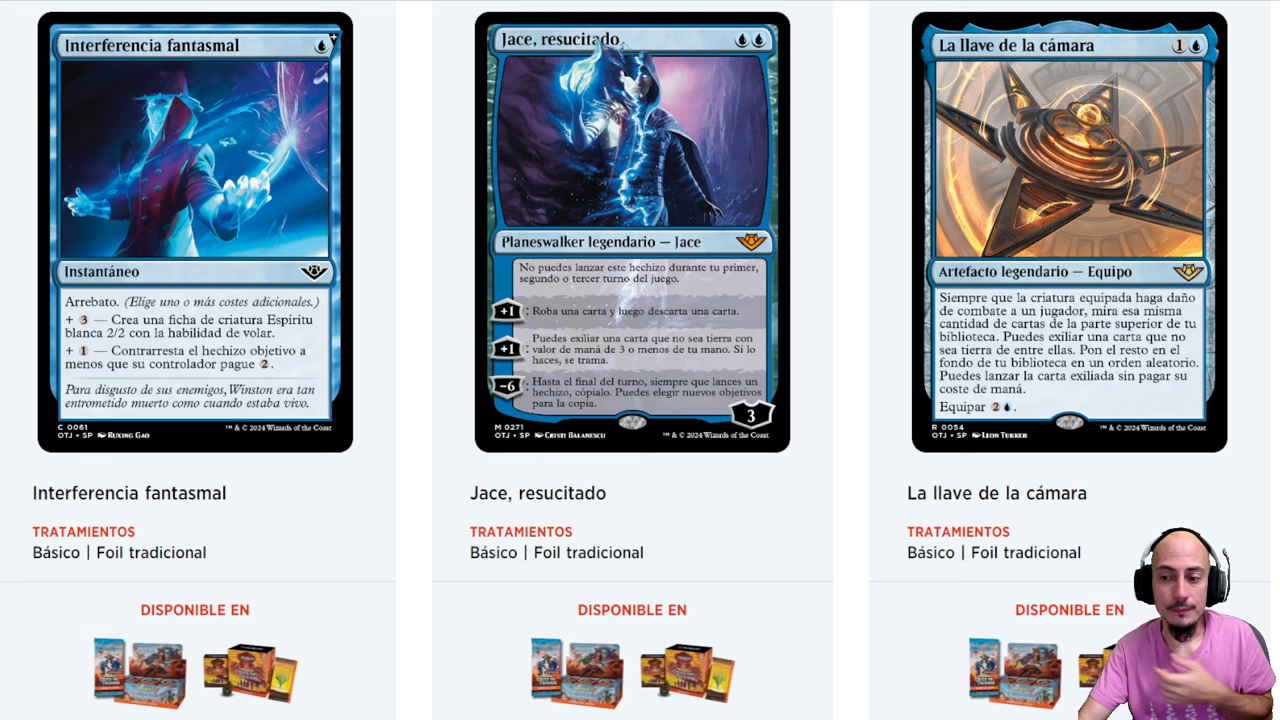 Interferencia fantasmal
Instantáneo
Arrebato. (Elige uno o más costes adicionales.)
+ 3 — Crea una ficha de criatura Espíritu
blanca 2/2 con la habilidad de volar.
+ 1 — Contrarresta el hechizo objetivo a
menos que su controlador pague 2.
Para disgusto de sus enemigos, Winston era tan
entrometido muerto como cuando estaba vivo.
C 0061
OTJ • SP RUXING GAO
™ & © 2024 Wizards of the Coast
Interferencia fantasmal
TRATAMIENTOS
Básico | Foil tradicional
DISPONIBLE EN
Jace, resucitado
Planeswalker legendario — Jace
No puedes lanzar este hechizo durante tu primer,
segundo o tercer turno del juego.
+1 : Roba una carta y luego descarta una carta.
Puedes exiliar una carta que no sea tierra con
+1 : valor de maná de 3 o menos de tu mano. Si lo
haces, se trama.
−6 : Hasta el final del turno, siempre que lances un
hechizo, cópialo. Puedes elegir nuevos objetivos
para la copia.
3
M 0271
OTJ • SP CRISTI BALANESCU
™ & © 2024 Wizards of the Coast
Jace, resucitado
TRATAMIENTOS
Básico | Foil tradicional
DISPONIBLE EN
La llave de la cámara 1
Artefacto legendario — Equipo
Siempre que la criatura equipada haga daño
de combate a un jugador, mira esa misma
cantidad de cartas de la parte superior de tu
biblioteca. Puedes exiliar una carta que no
sea tierra de entre ellas. Pon el resto en el
fondo de tu biblioteca en un orden aleatorio.
Puedes lanzar la carta exiliada sin pagar su
coste de maná.
Equipar 2.
R 0054
OTJ • SP LEON TUKKER
™ & © 2024 Wizards of the Coast
La llave de la cámara
TRATAMIENTOS
Básico | Foil tradicional
DISPONIBLE EN